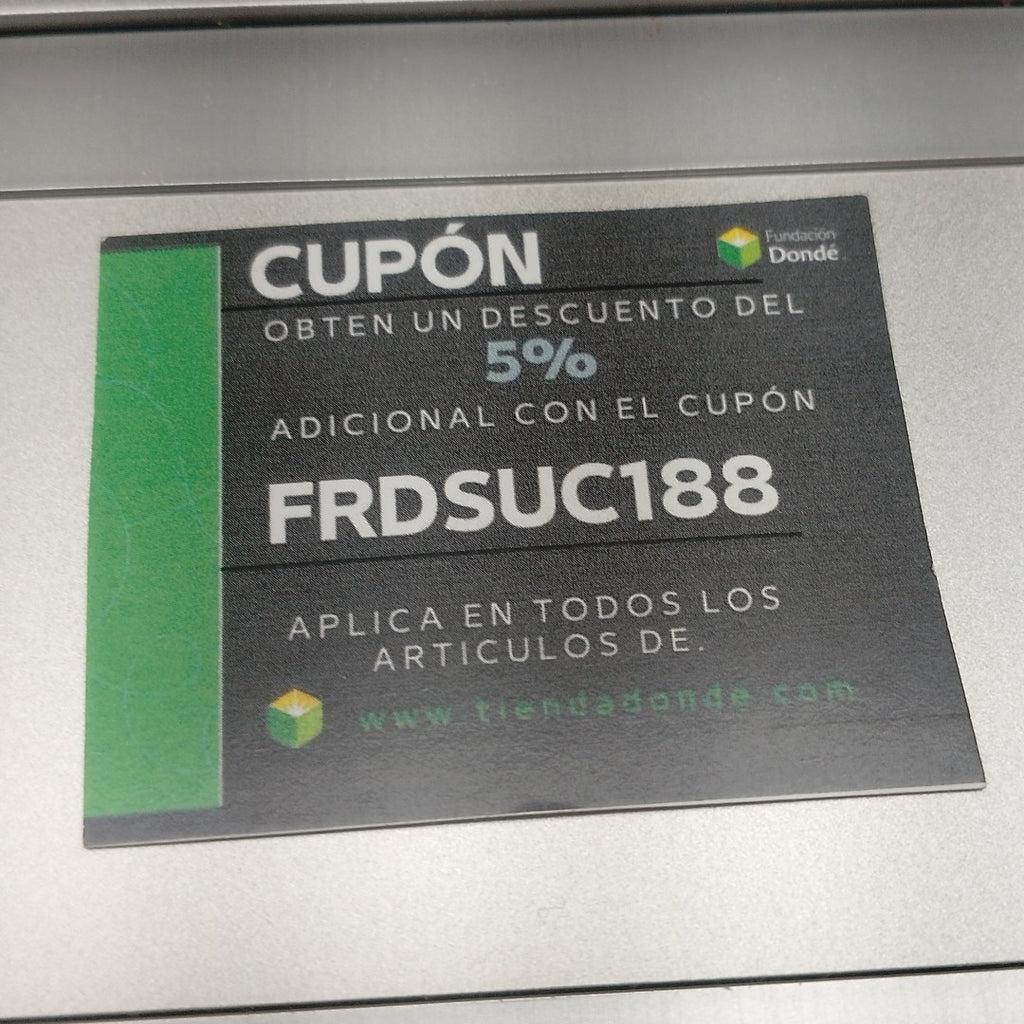 CUPÓN
Fundación
Dondé
OBTEN UN DESCUENTO DEL
5%
ADICIONAL CON EL CUPÓN
FRDSUC188
APLICA EN TODOS LOS
ARTICULOS DE.
www.tiendadonde.com